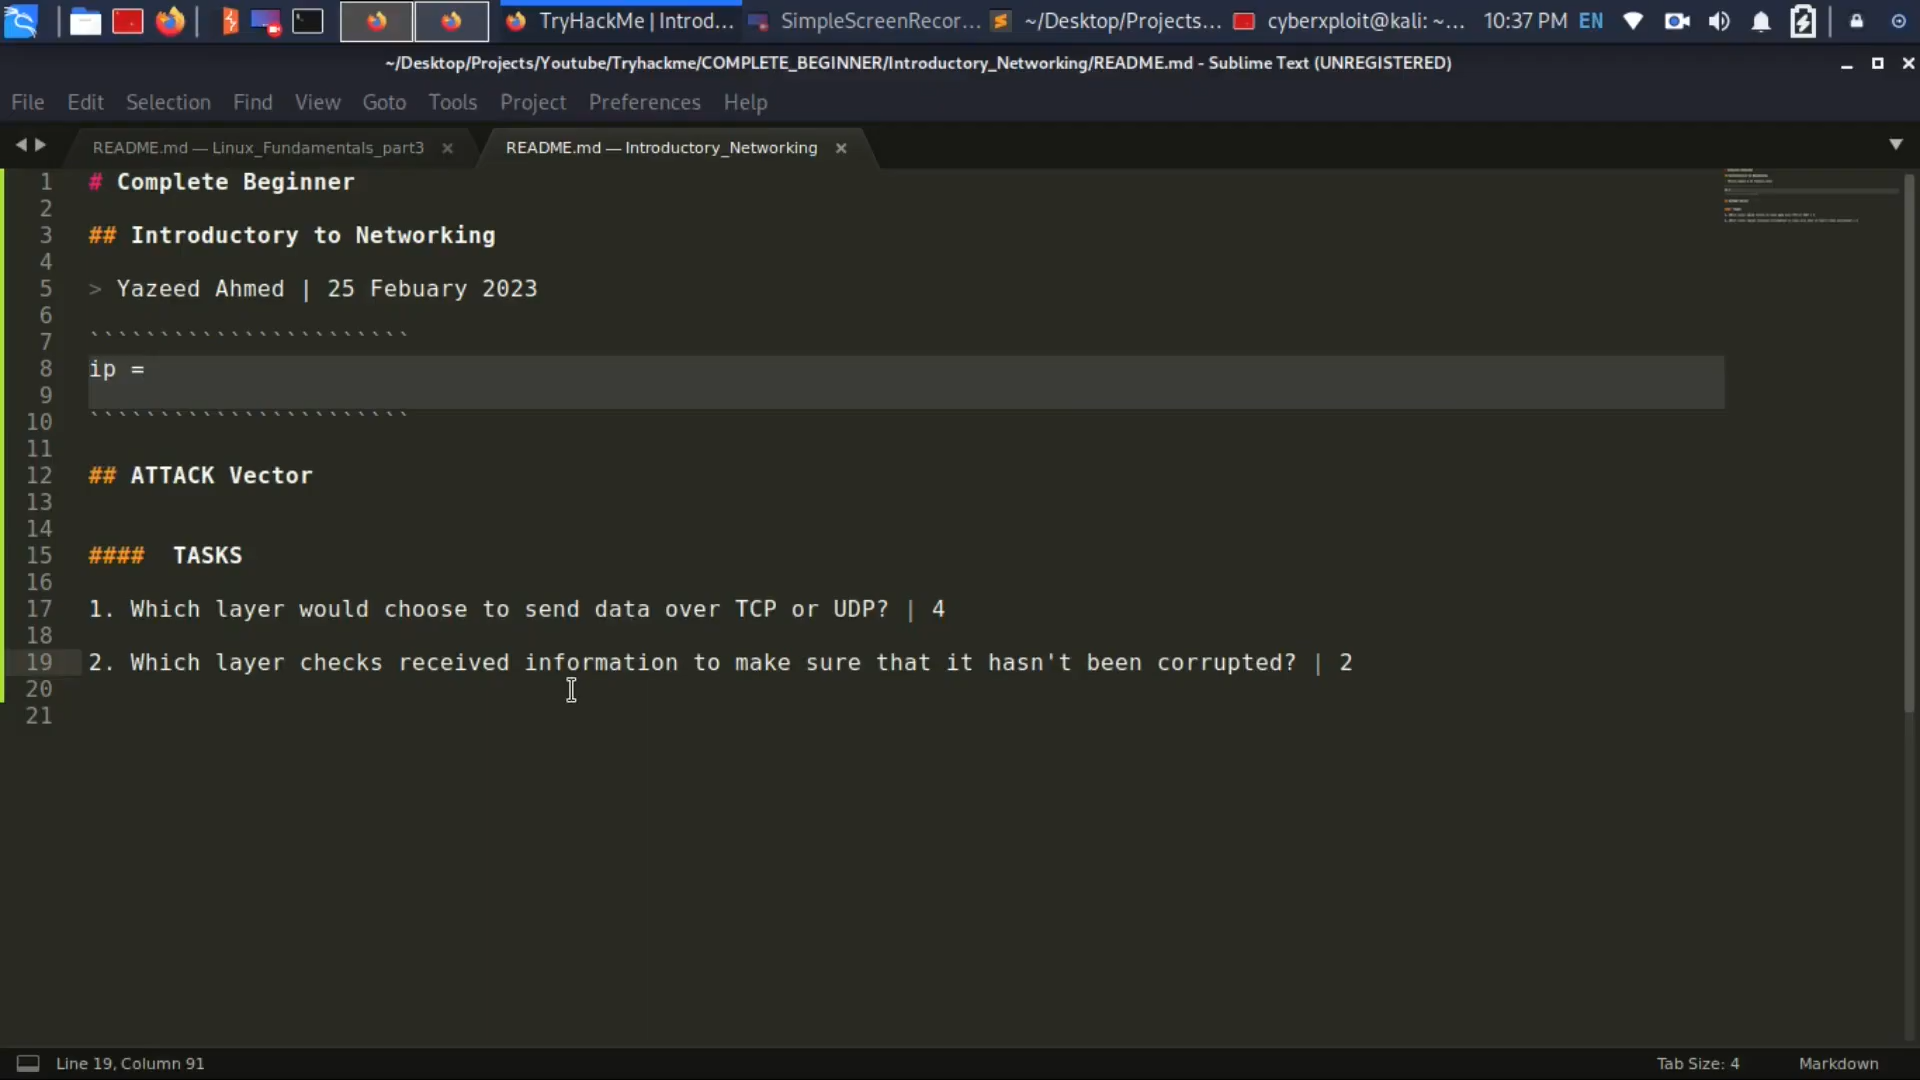 TryHackMe | Introd... SimpleScreenRecor... ~/Desktop/Projects... cyberxploit@kali: ~... 10:37 PM EN
~/Desktop/Projects/Youtube/Tryhackme/COMPLETE_BEGINNER/Introductory_Networking/README.md - Sublime Text (UNREGISTERED)
File Edit Selection Find View Goto Tools Project Preferences Help
README.md — Linux_Fundamentals_part3 README.md — Introductory_Networking
1 # Complete Beginner
2
3 ## Introductory to Networking
4
5 > Yazeed Ahmed | 25 Febuary 2023
6
7 ```````````````````````
8 ip =
9
10 ```````````````````````
11
12 ## ATTACK Vector
13
14
15 #### TASKS
16
17 1. Which layer would choose to send data over TCP or UDP? | 4
18
19 2. Which layer checks received information to make sure that it hasn't been corrupted? | 2
20
21
Line 19, Column 91 Tab Size: 4 Markdown